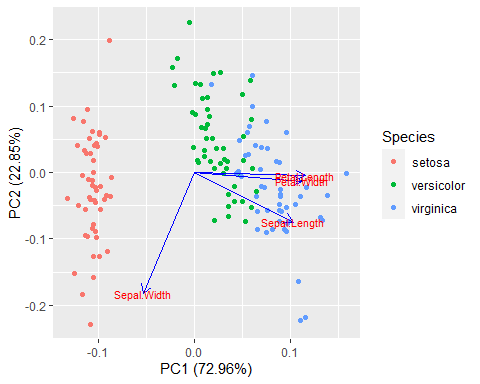 0.2
0.1
0.0
-0.1
-0.2
PC2 (22.85%)
Petal.Length
Petal.Width
Sepal.Length
Sepal.Width
-0.1 0.0 0.1
PC1 (72.96%)
Species
setosa
versicolor
virginica